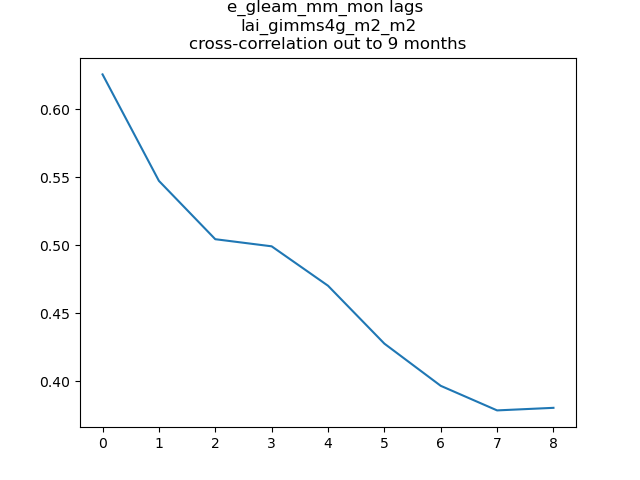 e_gleam_mm_mon lags
lai_gimms4g_m2_m2
cross-correlation out to 9 months
0.60
0.55
0.50
0.45
0.40
0 1 2 3 4 5 6 7 8